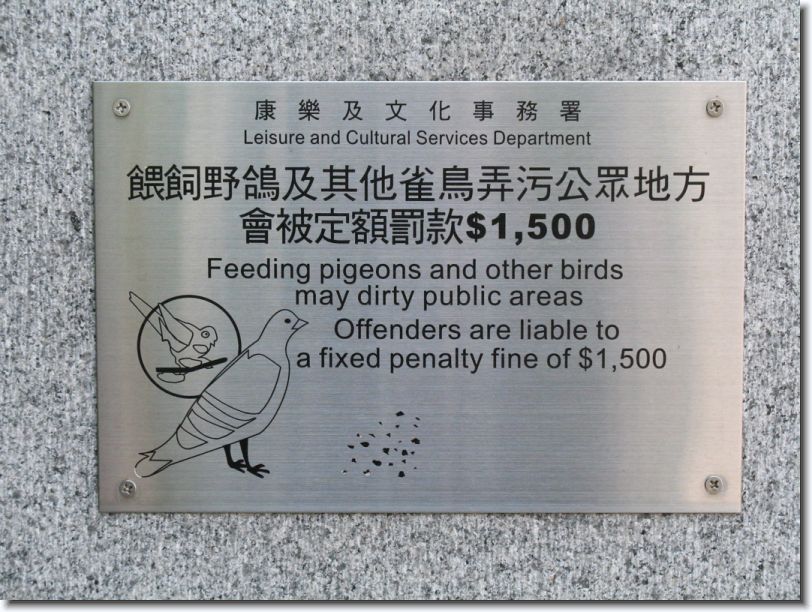 康樂及文化事務署
Leisure and Cultural Services Department
餵飼野鴿及其他雀鳥弄污公眾地方
會被定額罰款$1,500
Feeding pigeons and other birds
may dirty public areas
Offenders are liable to
a fixed penalty fine of $1,500